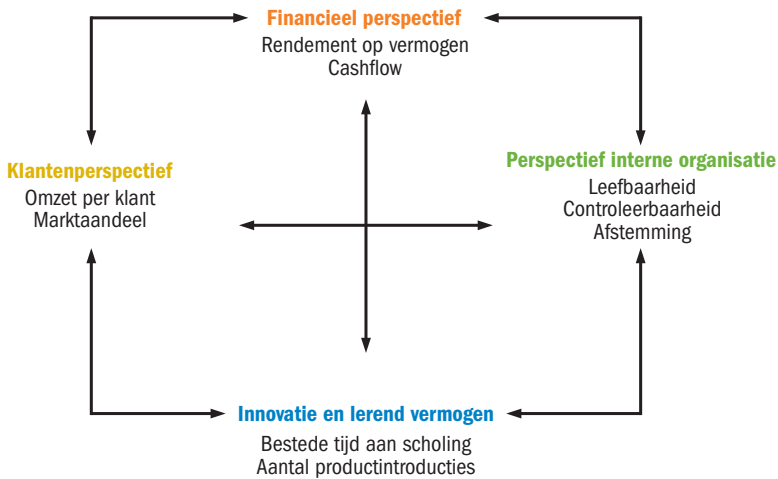 Financieel perspectief
Rendement op vermogen
Cashflow
Klantenperspectief
Omzet per klant
Marktaandeel
Perspectief interne organisatie
Leefbaarheid
Controleerbaarheid
Afstemming
Innovatie en lerend vermogen
Bestede tijd aan scholing
Aantal productintroducties